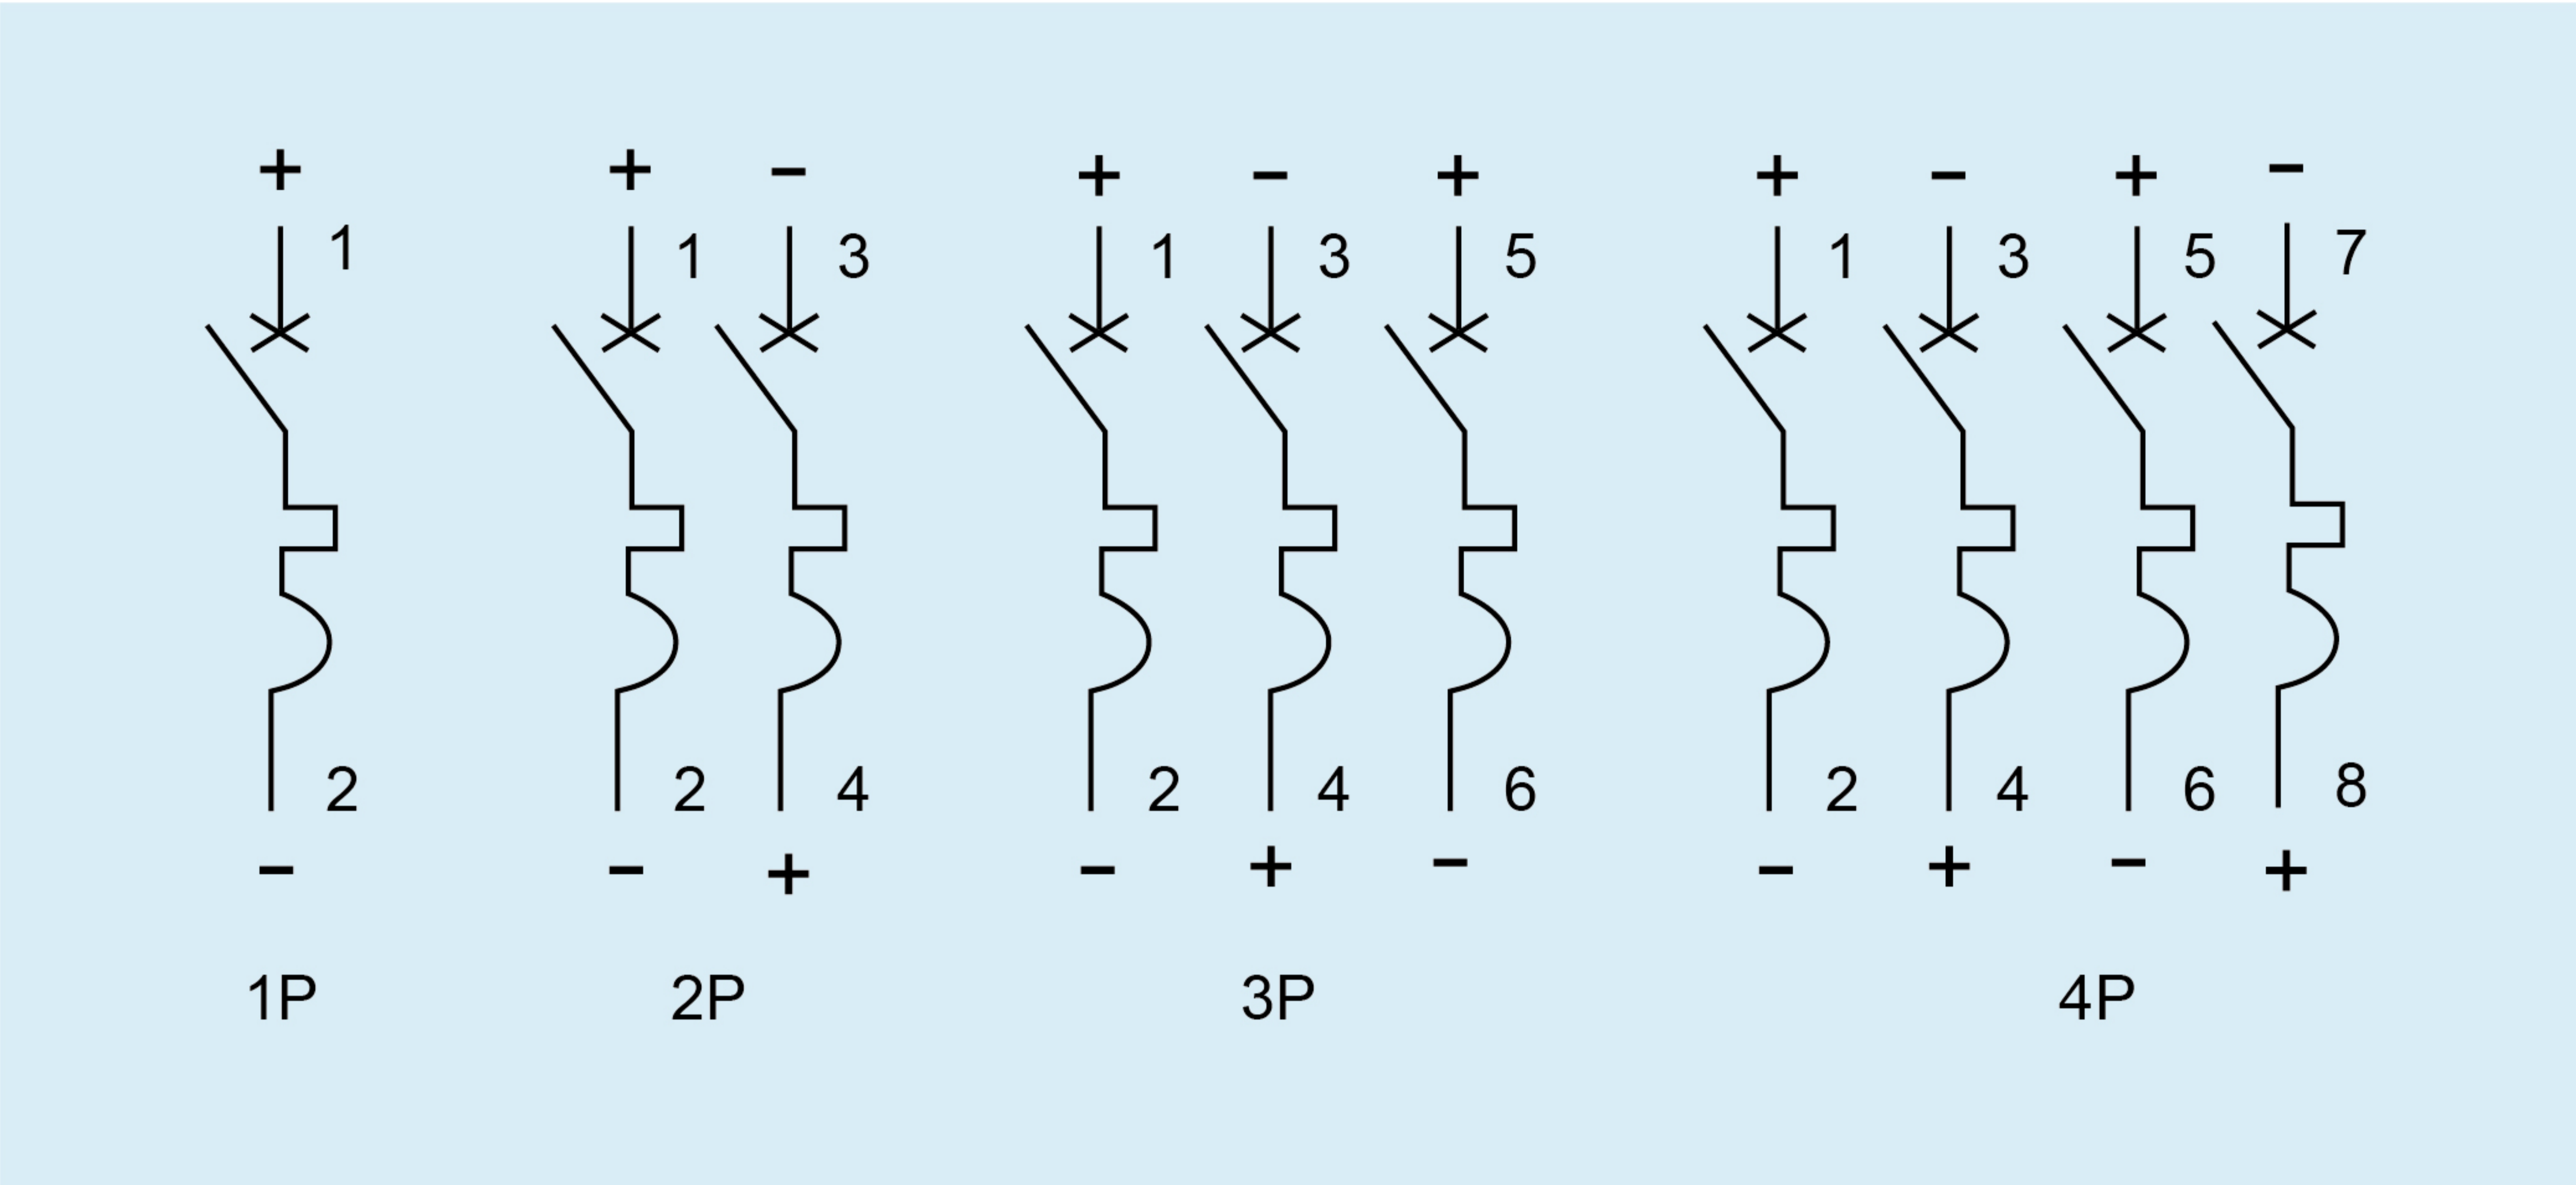 + + − + − + + − + −
1 1 3 1 3 5 1 3 5 7
2 2 4 2 4 6 2 4 6 8
− − + − + − − + − +
1P 2P 3P 4P